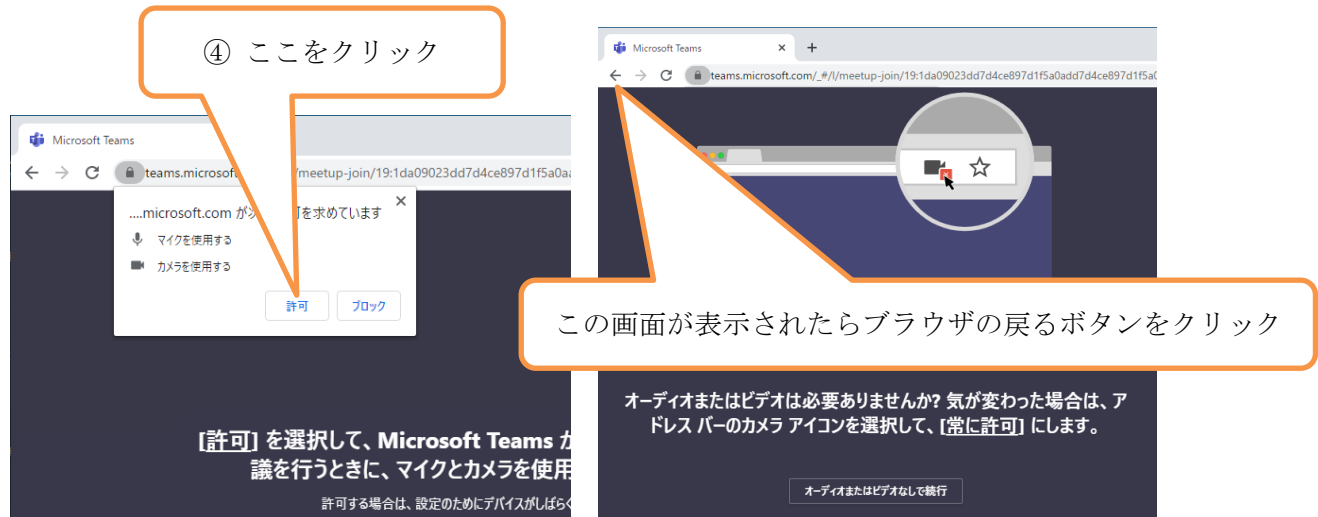 ④ ここをクリック
Microsoft Teams
teams.microsoft
/meetup-join/19:1da09023dd7d4ce897d1f5a0a
....microsoft.com が
可を求めています
マイクを使用する
カメラを使用する
許可
ブロック
[許可] を選択して、Microsoft Teams が
議を行うときに、マイクとカメラを使用
許可する場合は、設定のためにデバイスがしばらく
Microsoft Teams
teams.microsoft.com/_#/l/meetup-join/19:1da09023dd7d4ce897d1f5a0add7d4ce897d1f5a0
この画面が表示されたらブラウザの戻るボタンをクリック
オーディオまたはビデオは必要ありませんか? 気が変わった場合は、ア
ドレス バーのカメラ アイコンを選択して、[常に許可] にします。
オーディオまたはビデオなしで続行